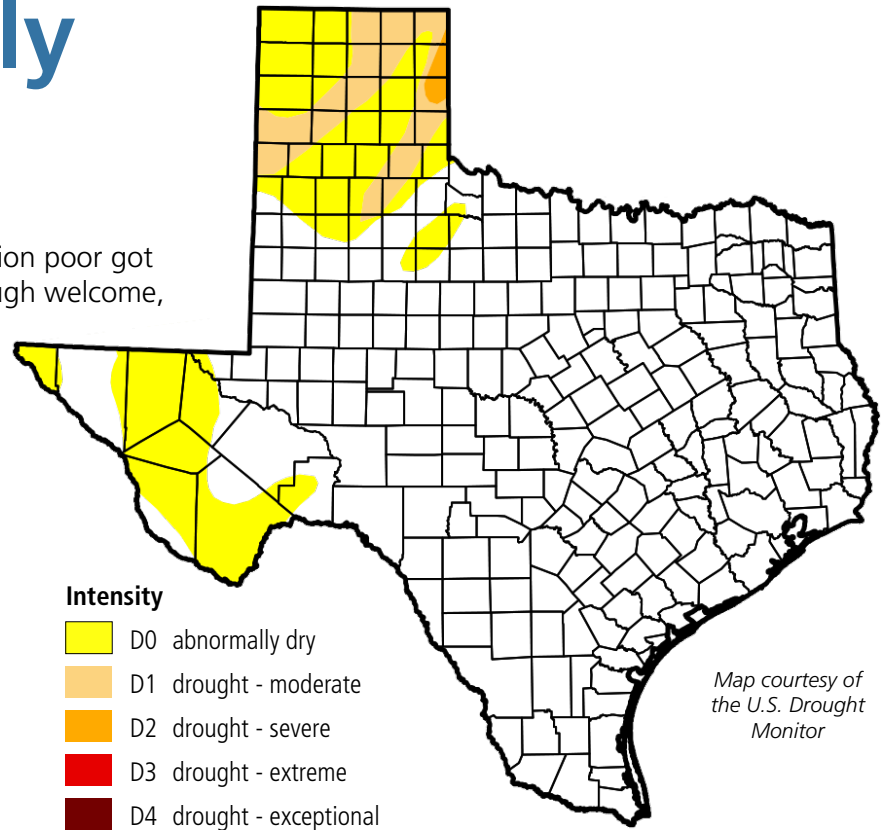 ly
ion poor got
ugh welcome,
Intensity
D0 abnormally dry
D1 drought - moderate
D2 drought - severe
D3 drought - extreme
D4 drought - exceptional
Map courtesy of
the U.S. Drought
Monitor